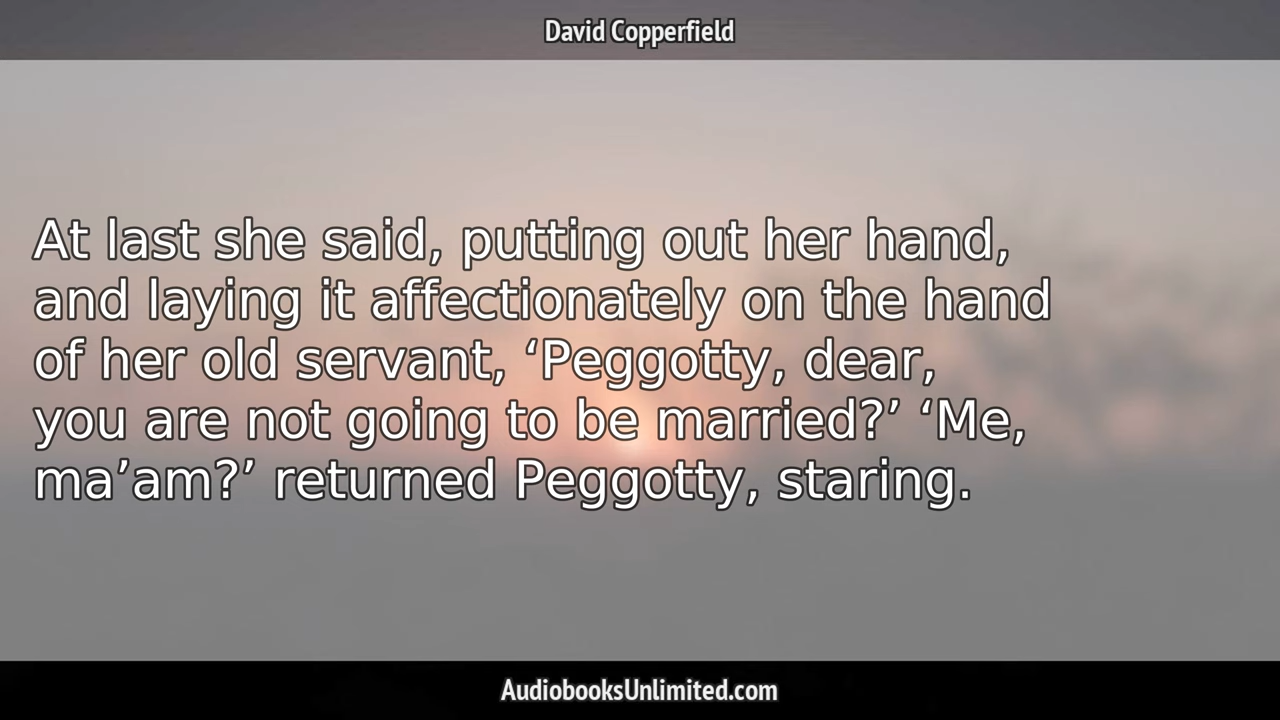 David Copperfield
At last she said, putting out her hand,
and laying it affectionately on the hand
of her old servant, ‘Peggotty, dear,
you are not going to be married?’ ‘Me,
ma’am?’ returned Peggotty, staring.
AudiobooksUnlimited.com